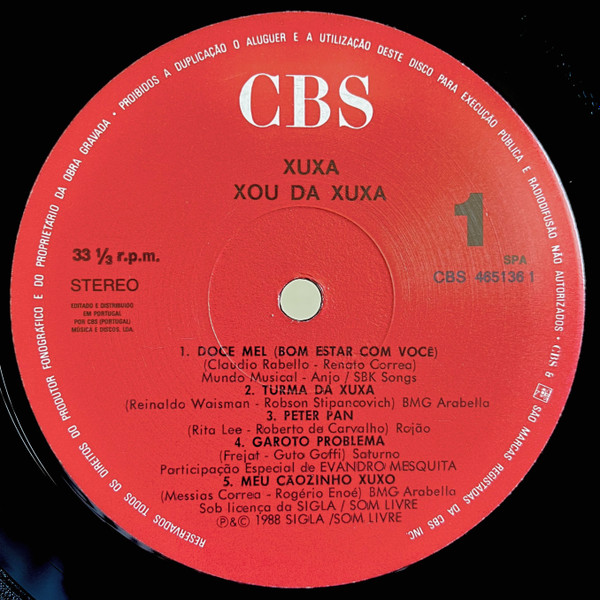 • PROIBIDOS A DUPLICAÇÃO O ALUGUER E A UTILIZAÇÃO DESTE DISCO PARA EXECUÇÃO PÚBLICA E RADIODIFUSÃO NÃO AUTORIZADOS •
CBS
XUXA
XOU DA XUXA
1
33 1/3 r.p.m.
STEREO
SPA
CBS 465136 1
EDITADO E DISTRIBUIDO
EM PORTUGAL
POR CBS (PORTUGAL)
MÚSICA E DISCOS, LDA.
1. DOCE MEL (BOM ESTAR COM VOCÊ)
(Claudio Rabello - Renato Correa)
Mundo Musical - Anjo / SBK Songs
2. TURMA DA XUXA
(Reinaldo Waisman - Robson Stipancovich) BMG Arabella
3. PETER PAN
(Rita Lee - Roberto de Carvalho) Rojão
4. GAROTO PROBLEMA
(Frejat - Guto Goffi) Saturno
Participação Especial de EVANDRO MESQUITA
5. MEU CÃOZINHO XUXO
(Messias Correa - Rogério Enoé) BMG Arabella
Sob licença da SIGLA / SOM LIVRE
℗&© 1988 SIGLA /SOM LIVRE
CBS & SÃO MARCAS REGISTADAS DA CBS INC.
RESERVADOS TODOS OS DIREITOS DO PRODUTOR FONOGRÁFICO E DO PROPRIETÁRIO DA OBRA GRAVADA